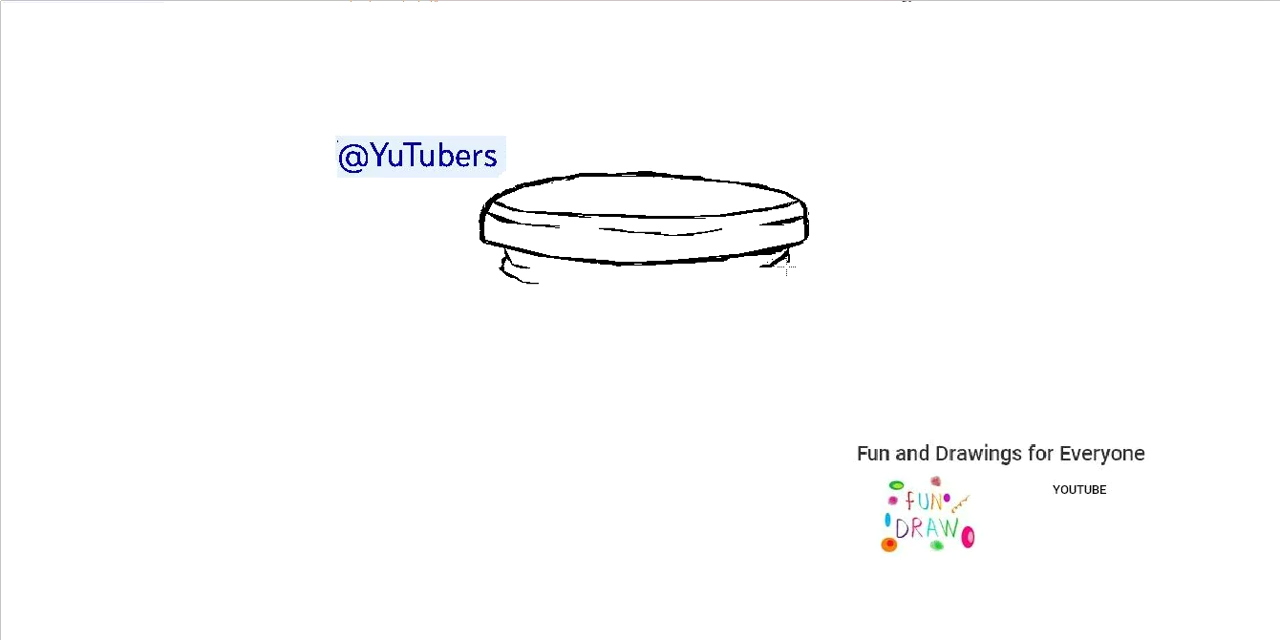 @YuTubers
Fun and Drawings for Everyone
YOUTUBE
fUN
DRAW